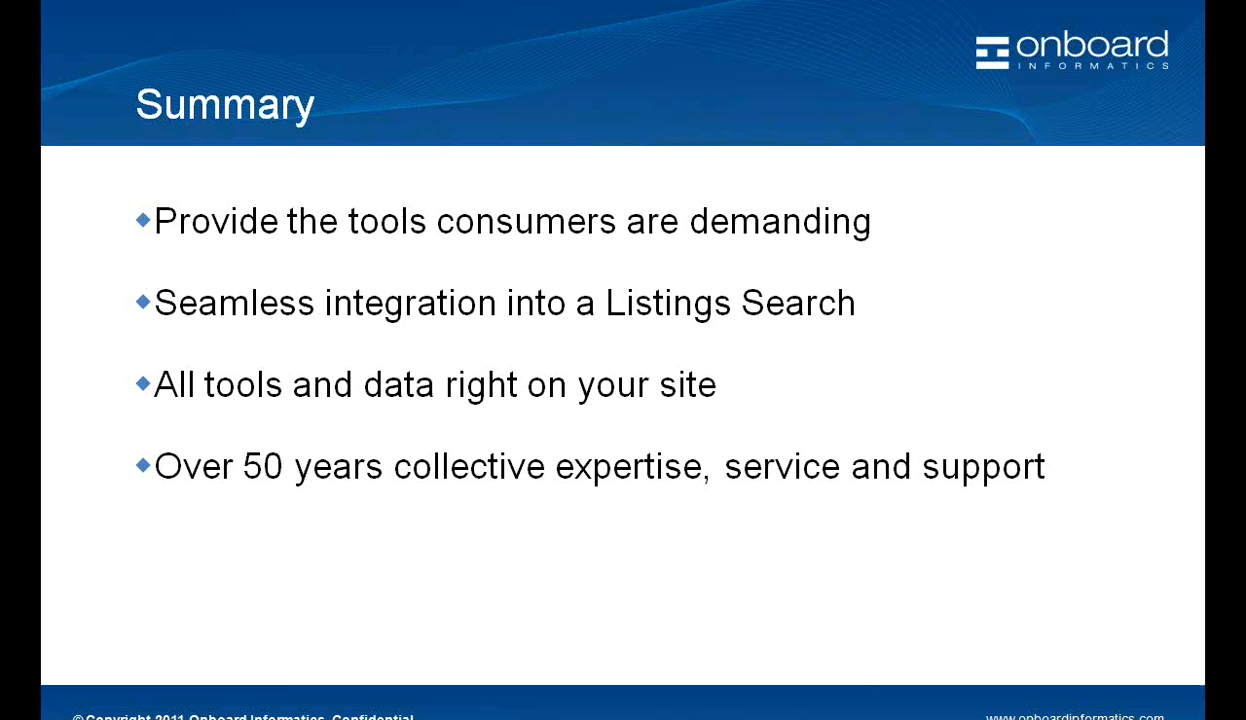 onboard
INFORMATICS
Summary
Provide the tools consumers are demanding
Seamless integration into a Listings Search
All tools and data right on your site
Over 50 years collective expertise, service and support
© Copyright 2011 Onboard Informatics. Confidential
www.onboardinformatics.com